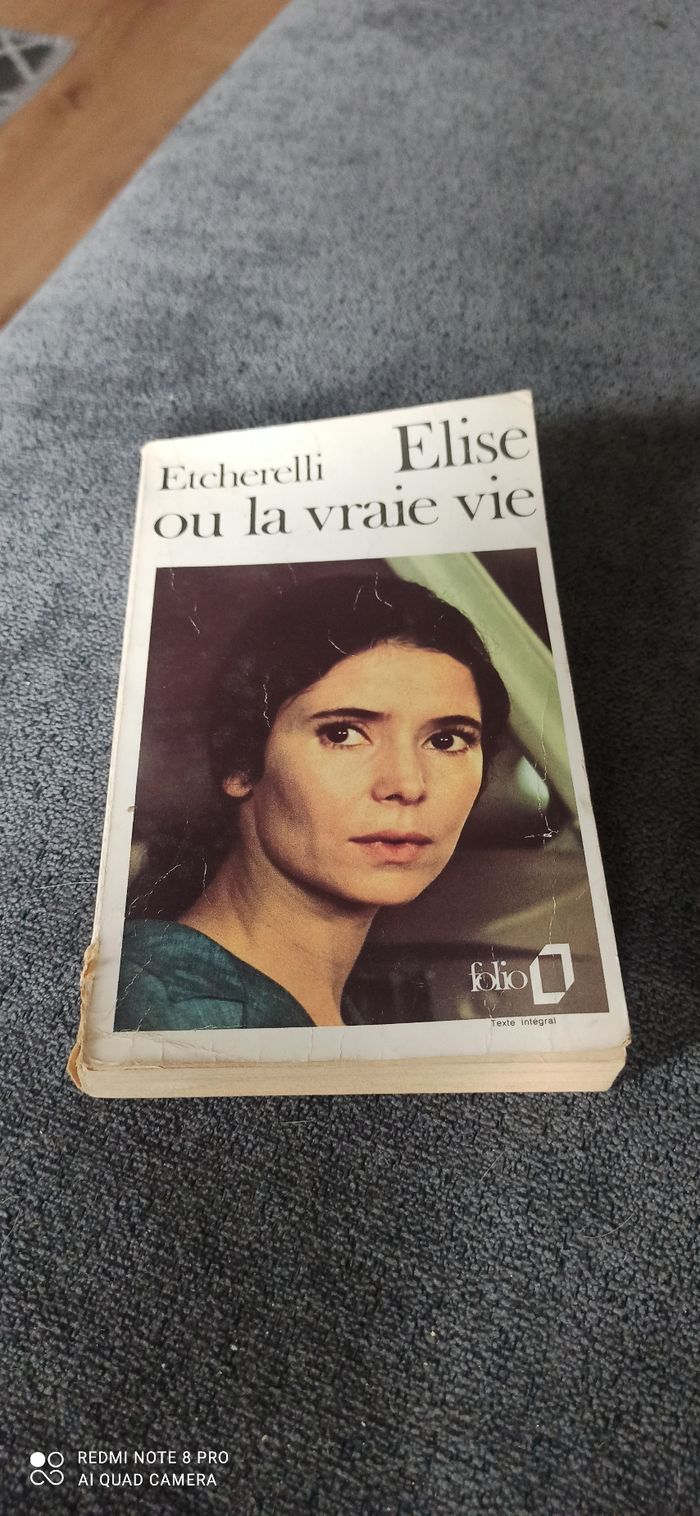 Etcherelli Elise
ou la vraie vie
folio
Texte intégral
REDMI NOTE 8 PRO
AI QUAD CAMERA